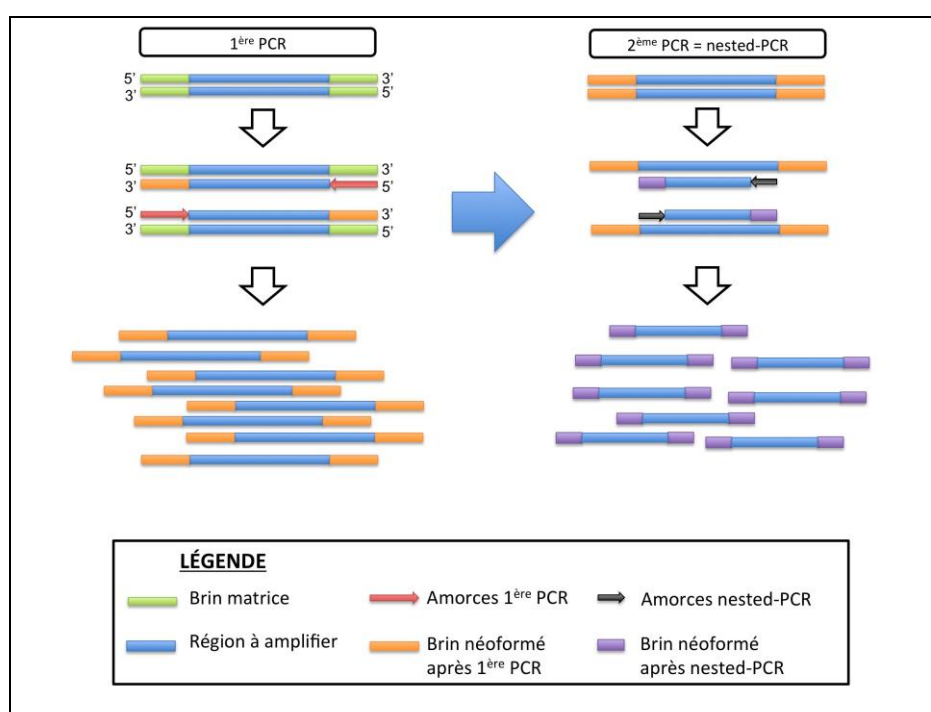 1ère PCR
2ème PCR = nested-PCR
5’ 3’
3’ 5’
5’ 3’
3’ 5’
5’ 3’
3’ 5’
LÉGENDE
Brin matrice
Amorces 1ère PCR
Amorces nested-PCR
Région à amplifier
Brin néoformé
après 1ère PCR
Brin néoformé
après nested-PCR